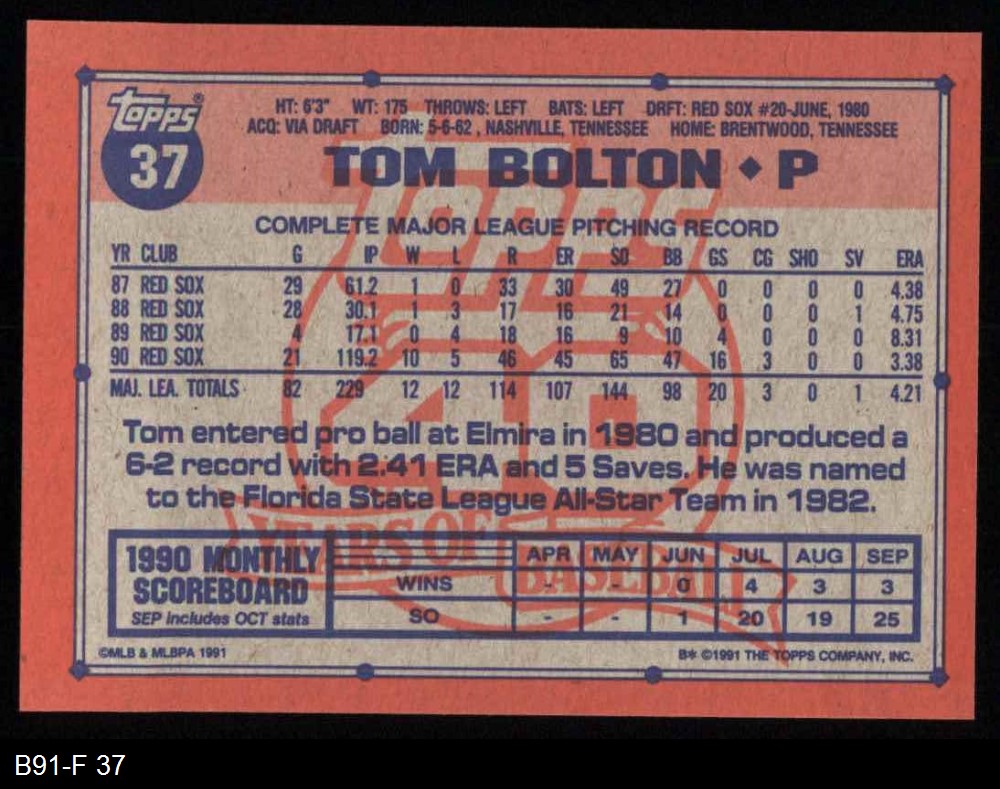 Topps®
37
HT: 6'3" WT: 175 THROWS: LEFT BATS: LEFT DRFT: RED SOX #20-JUNE, 1980
ACQ: VIA DRAFT BORN: 5-6-62 , NASHVILLE, TENNESSEE HOME: BRENTWOOD, TENNESSEE
TOM BOLTON ◆ P
TOPPS
40
YEARS OF
BASEBALL
COMPLETE MAJOR LEAGUE PITCHING RECORD
YR CLUB G IP W L R ER SO BB GS CG SHO SV ERA
87 RED SOX 29 61.2 1 0 33 30 49 27 0 0 0 0 4.38
88 RED SOX 28 30.1 1 3 17 16 21 14 0 0 0 1 4.75
89 RED SOX 4 17.1 0 4 18 16 9 10 4 0 0 0 8.31
90 RED SOX 21 119.2 10 5 46 45 65 47 16 3 0 0 3.38
MAJ. LEA. TOTALS 82 229 12 12 114 107 144 98 20 3 0 1 4.21
Tom entered pro ball at Elmira in 1980 and produced a
6-2 record with 2.41 ERA and 5 Saves. He was named
to the Florida State League All-Star Team in 1982.
1990 MONTHLY
SCOREBOARD
SEP includes OCT stats
APR MAY JUN JUL AUG SEP
WINS - - 0 4 3 3
SO - - 1 20 19 25
©MLB & MLBPA 1991
B* ©1991 THE TOPPS COMPANY, INC.
B91-F 37